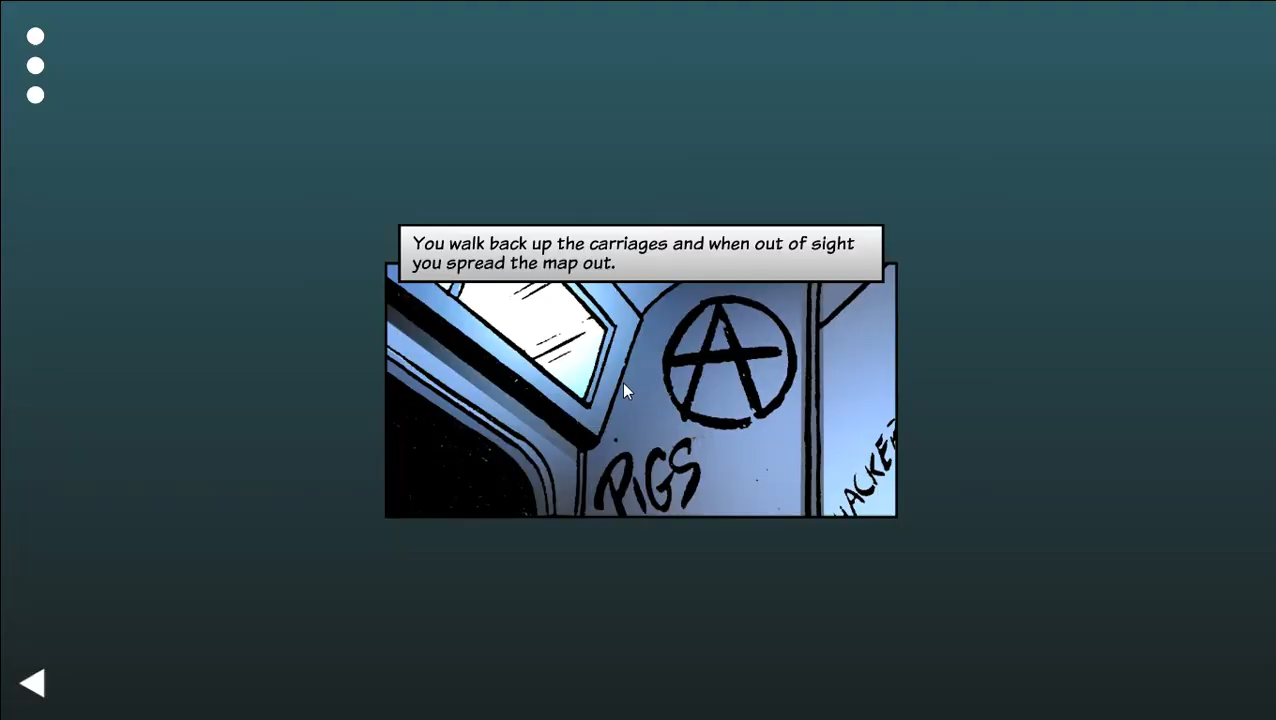 You walk back up the carriages and when out of sight
you spread the map out.
A
PIGS